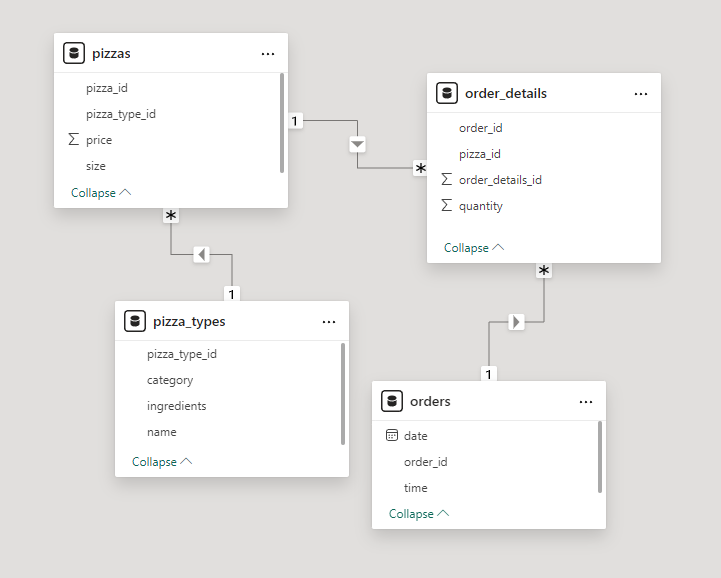 pizzas
pizza_id
pizza_type_id
price
size
Collapse
1
*
order_details
order_id
pizza_id
order_details_id
quantity
Collapse
*
1
pizza_types
pizza_type_id
category
ingredients
name
Collapse
*
1
orders
date
order_id
time
Collapse